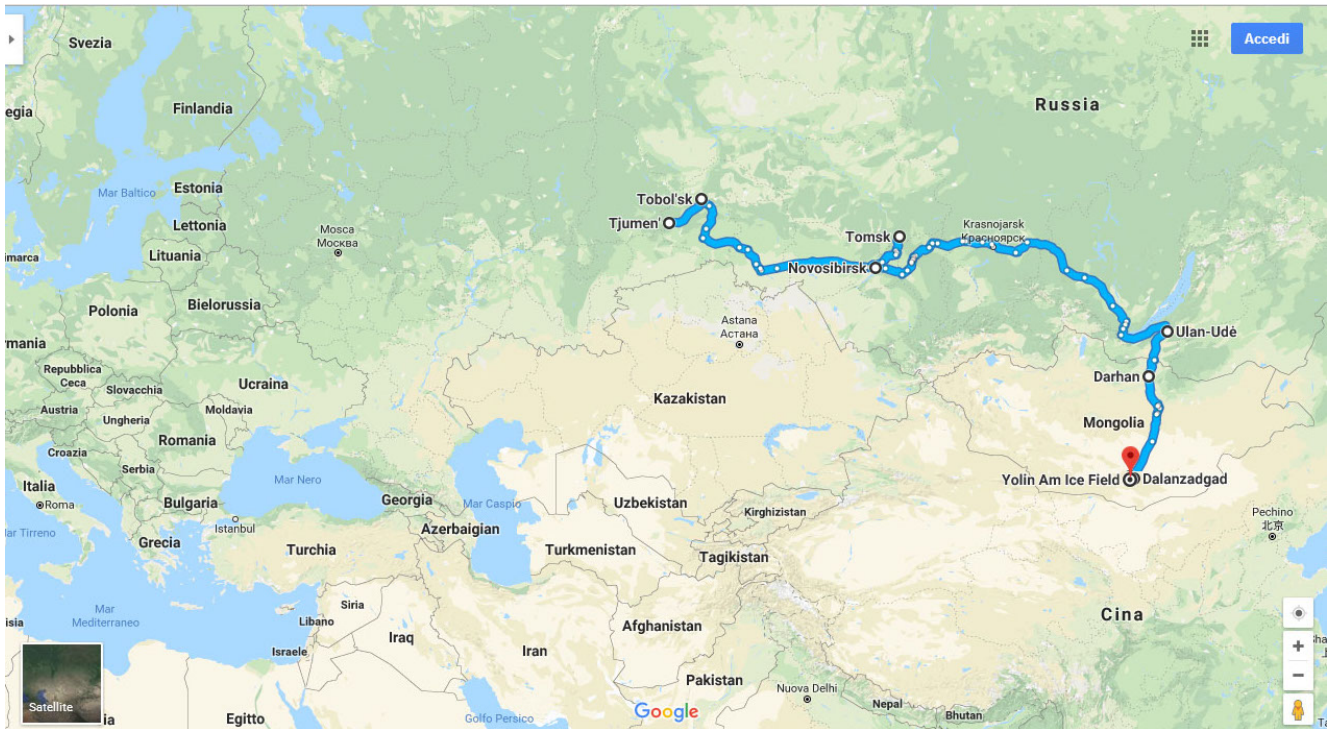 Svezia
Accedi
Finlandia
Russia
egia
Mar Baltico
Estonia
Tobol'sk
Tjumen'
Lettonia
Mosca
Москва
Tomsk
Krasnojarsk
Красноярск
imarca
Lituania
Novosibirsk
Bielorussia
Polonia
Astana
Астана
Ulan-Udė
rmania
Repubblica
Ceca
Slovacchia
Ucraina
Darhan
Kazakistan
Austria
Ungheria
Moldavia
Mongolia
Romania
Croazia
Serbia
Mar Nero
Yolin Am Ice Field
Dalanzadgad
Italia
Roma
Bulgaria
Georgia
Mar Caspio
Uzbekistan
Kirghizistan
Pechino
北京
Istanbul
Azerbaigian
Mar Tirreno
Grecia
Turchia
Turkmenistan
Tagikistan
Mar
Mediterraneo
Siria
Libano
Cina
isia
Iraq
Afghanistan
Israele
Iran
Pakistan
Nuova Delhi
Nepal
Bhutan
Satellite
ia
Egitto
Golfo Persico
Google